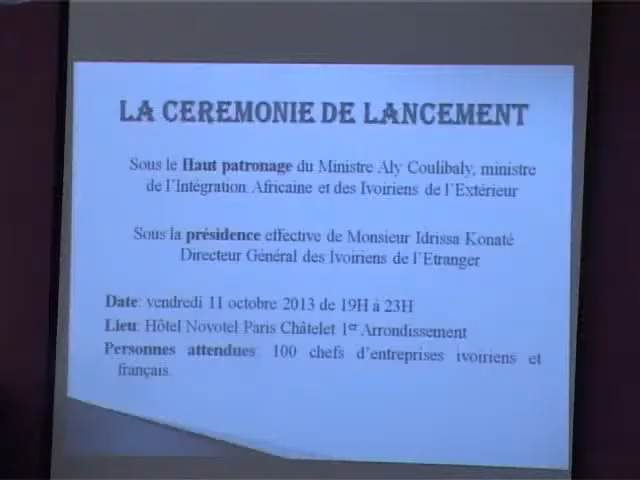 LA CEREMONIE DE LANCEMENT
Sous le Haut patronage du Ministre Aly Coulibaly, ministre
de l'Intégration Africaine et des Ivoiriens de l'Extérieur
Sous la présidence effective de Monsieur Idrissa Konaté
Directeur Général des Ivoiriens de l'Etranger
Date: vendredi 11 octobre 2013 de 19H à 23H
Lieu: Hôtel Novotel Paris Châtelet 1er Arrondissement
Personnes attendues: 100 chefs d'entreprises ivoiriens et
français.